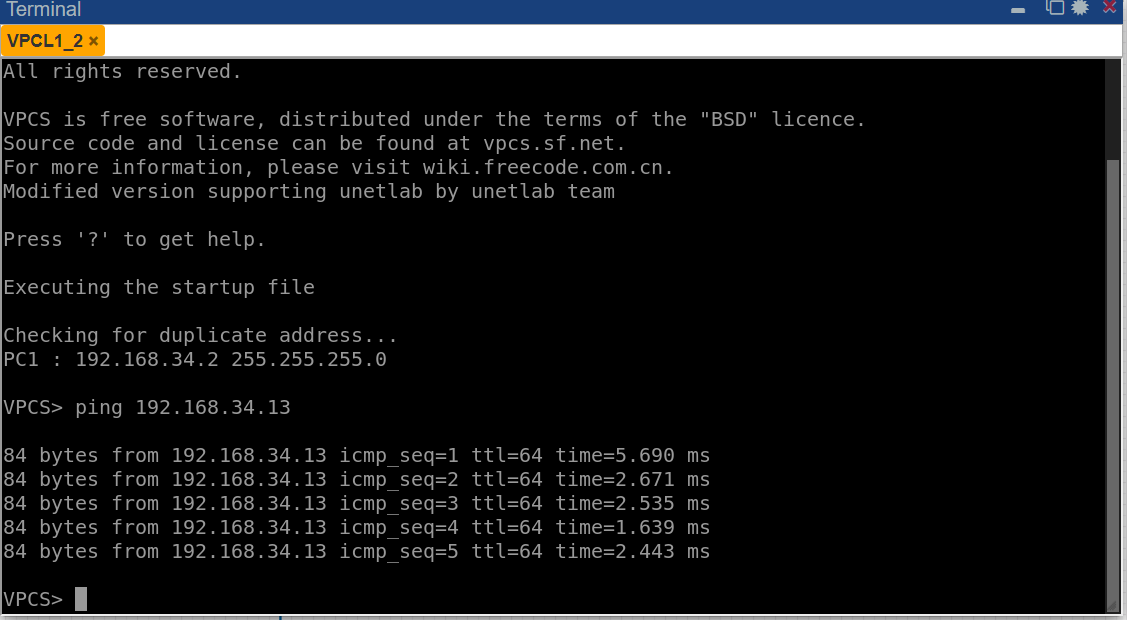 Terminal
VPCL1_2 ×
All rights reserved.
VPCS is free software, distributed under the terms of the "BSD" licence.
Source code and license can be found at vpcs.sf.net.
For more information, please visit wiki.freecode.com.cn.
Modified version supporting unetlab by unetlab team
Press '?' to get help.
Executing the startup file
Checking for duplicate address...
PC1 : 192.168.34.2 255.255.255.0
VPCS> ping 192.168.34.13
84 bytes from 192.168.34.13 icmp_seq=1 ttl=64 time=5.690 ms
84 bytes from 192.168.34.13 icmp_seq=2 ttl=64 time=2.671 ms
84 bytes from 192.168.34.13 icmp_seq=3 ttl=64 time=2.535 ms
84 bytes from 192.168.34.13 icmp_seq=4 ttl=64 time=1.639 ms
84 bytes from 192.168.34.13 icmp_seq=5 ttl=64 time=2.443 ms
VPCS>